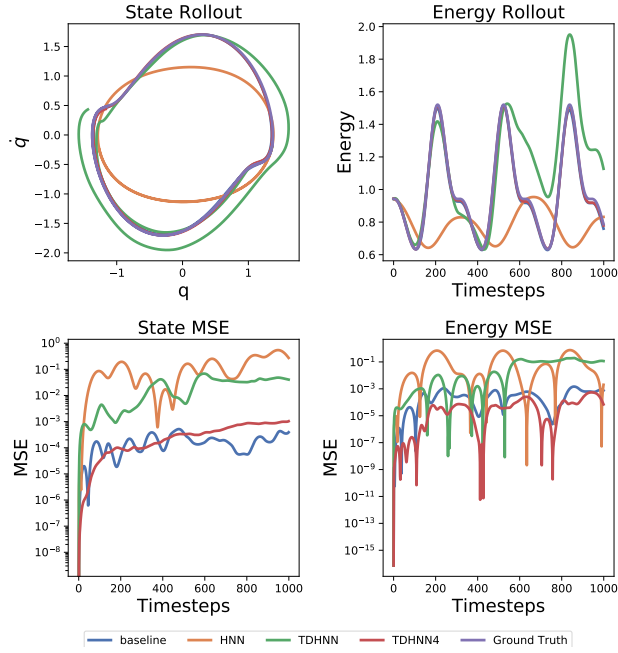 State Rollout
1.5
1.0
0.5
0.0
−0.5
−1.0
−1.5
−2.0
q̇
−1 0 1
q
Energy Rollout
2.0
1.8
1.6
1.4
1.2
1.0
0.8
0.6
Energy
0 200 400 600 800 1000
Timesteps
State MSE
10⁰
10⁻¹
10⁻²
10⁻³
10⁻⁴
10⁻⁵
10⁻⁶
10⁻⁷
10⁻⁸
MSE
0 200 400 600 800 1000
Timesteps
Energy MSE
10⁻¹
10⁻³
10⁻⁵
10⁻⁷
10⁻⁹
10⁻¹¹
10⁻¹³
10⁻¹⁵
MSE
0 200 400 600 800 1000
Timesteps
baseline HNN TDHNN TDHNN4 Ground Truth